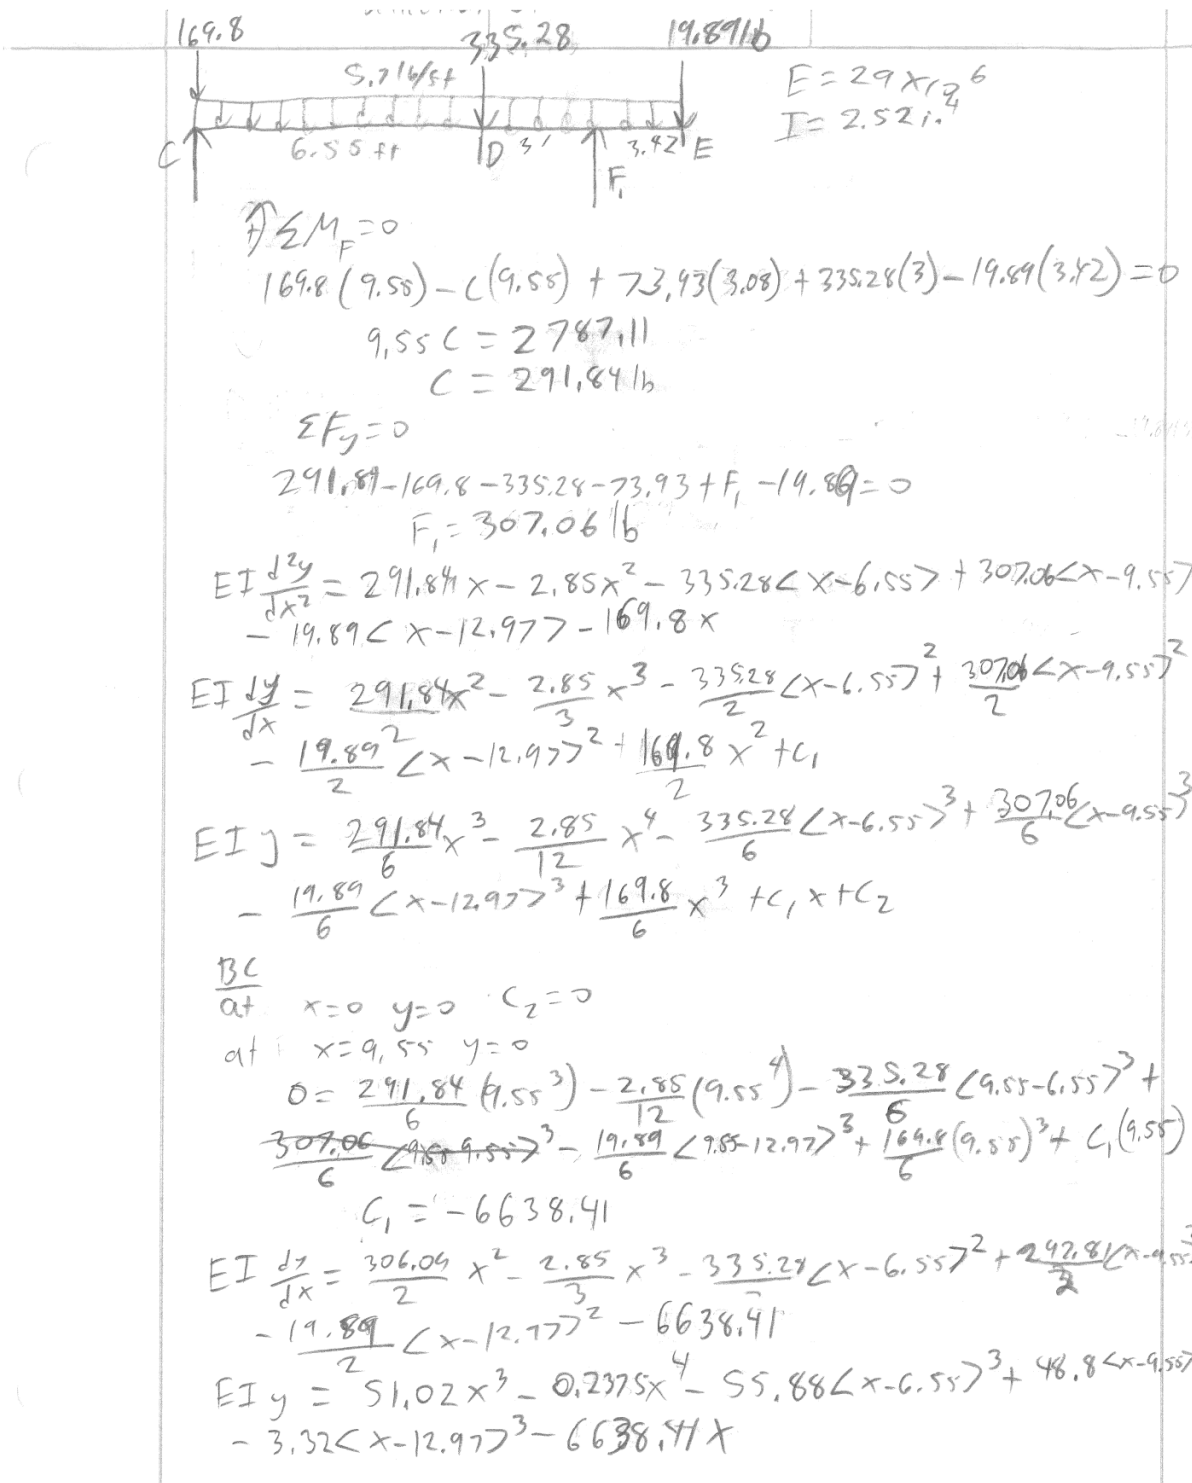 169.8 335.28 19.89lb
5.7 lb/ft
E = 29 x 10^6
I = 2.52 in.^4
C 6.55 ft D 3' 3.42 E
F₁
+ ΣM_F = 0
169.8(9.55) - C(9.55) + 73.93(3.08) + 335.28(3) - 19.89(3.42) = 0
9.55 C = 2787.11
C = 291.84 lb
ΣFy = 0
291.84 - 169.8 - 335.28 - 73.93 + F₁ - 19.89 = 0
F₁ = 307.06 lb
EI d²y/dx² = 291.84 x - 2.85x² - 335.28<x-6.55> + 307.06<x-9.55>
- 19.89<x-12.97> - 169.8 x
EI dy/dx = 291.84/2 x² - 2.85/3 x³ - 335.28/2 <x-6.55>² + 307.06/2 <x-9.55>²
- 19.89²/2 <x-12.97>² + 169.8/2 x² + C₁
EI y = 291.84/6 x³ - 2.85/12 x⁴ - 335.28/6 <x-6.55>³ + 307.06/6 <x-9.55>³
- 19.89/6 <x-12.97>³ + 169.8/6 x³ + C₁x + C₂
BC
at x=0 y=0 C₂=0
at x=9.55 y=0
0 = 291.84/6 (9.55³) - 2.85/12 (9.55⁴) - 335.28/6 <9.55-6.55>³ +
307.06/6 <9.55-9.55>³ - 19.89/6 <9.55-12.97>³ + 169.8/6 (9.55)³ + C₁(9.55)
C₁ = -6638.41
EI dy/dx = 306.04/2 x² - 2.85/3 x³ - 335.28 <x-6.55>² + 292.81/2 <x-9.55
- 19.89/2 <x-12.97>² - 6638.41
EI y = 51.02x³ - 0.2375x⁴ - 55.88<x-6.55>³ + 48.8<x-9.55>
- 3.32<x-12.97>³ - 6638.41x